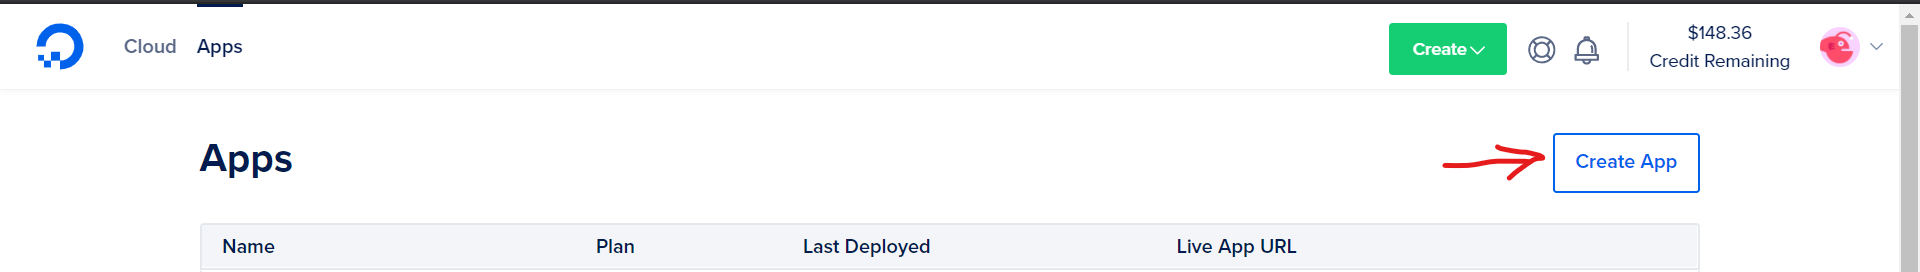 Cloud Apps
Create
$148.36
Credit Remaining
Apps
Create App
Name Plan Last Deployed Live App URL